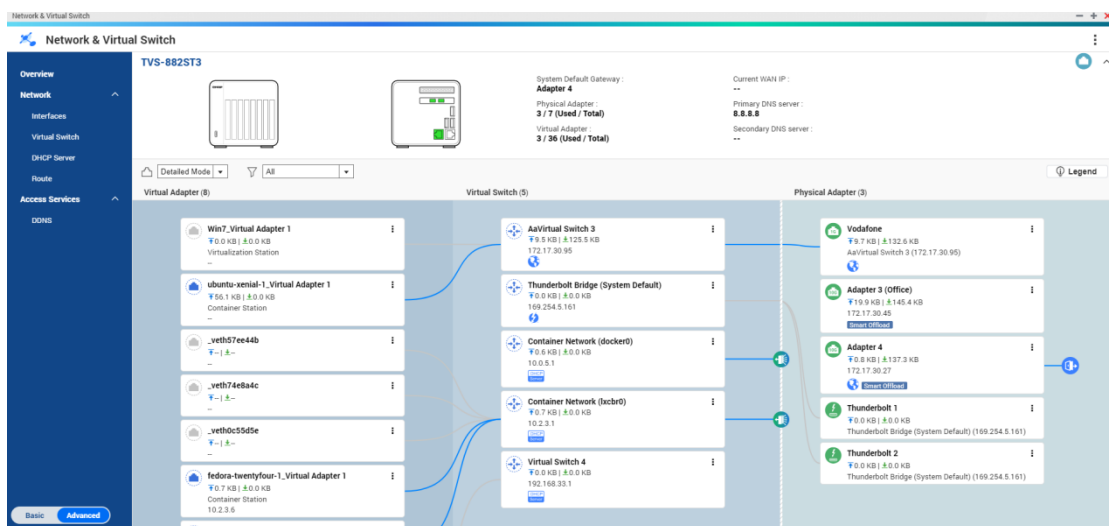 Network & Virtual Switch
Network & Virtual Switch
TVS-882ST3
Overview
Network
Interfaces
Virtual Switch
DHCP Server
Route
Access Services
DDNS
Basic
Advanced
System Default Gateway :
Adapter 4
Physical Adapter :
3 / 7 (Used / Total)
Virtual Adapter :
3 / 36 (Used / Total)
Current WAN IP :
--
Primary DNS server :
8.8.8.8
Secondary DNS server :
--
Detailed Mode
All
Legend
Virtual Adapter (8)
Win7_Virtual Adapter 1
0.0 KB | 0.0 KB
Virtualization Station
--
ubuntu-xenial-1_Virtual Adapter 1
56.1 KB | 0.0 KB
Container Station
--
_veth57ee44b
-- | --
--
_veth74e8a4c
-- | --
--
_veth0c55d5e
-- | --
--
fedora-twentyfour-1_Virtual Adapter 1
0.7 KB | 0.0 KB
Container Station
10.2.3.6
Virtual Switch (5)
AaVirtual Switch 3
9.5 KB | 125.5 KB
172.17.30.95
Thunderbolt Bridge (System Default)
0.0 KB | 0.0 KB
169.254.5.161
Container Network (docker0)
0.6 KB | 0.0 KB
10.0.5.1
DHCP
Server
Container Network (lxcbr0)
0.7 KB | 0.0 KB
10.2.3.1
DHCP
Server
Virtual Switch 4
0.0 KB | 0.0 KB
192.168.33.1
DHCP
Server
Physical Adapter (3)
Vodafone
9.7 KB | 132.6 KB
AaVirtual Switch 3 (172.17.30.95)
Adapter 3 (Office)
19.9 KB | 145.4 KB
172.17.30.45
Smart Offload
Adapter 4
0.8 KB | 137.3 KB
172.17.30.27
Smart Offload
Thunderbolt 1
0.0 KB | 0.0 KB
Thunderbolt Bridge (System Default) (169.254.5.161)
Thunderbolt 2
0.0 KB | 0.0 KB
Thunderbolt Bridge (System Default) (169.254.5.161)